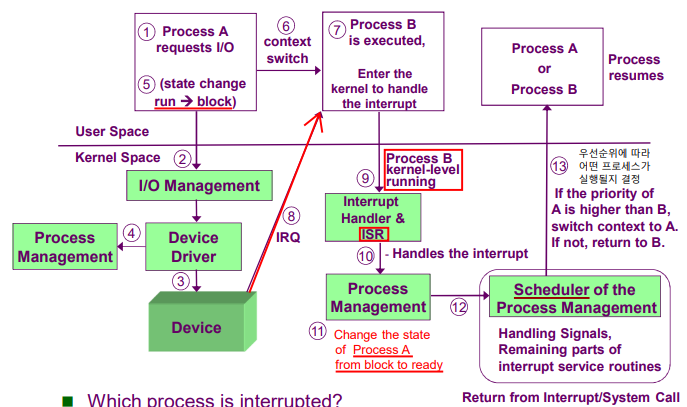 ① Process A
requests I/O
⑤ (state change
run → block)
⑥
context
switch
⑦ Process B
is executed,
Enter the
kernel to handle
the interrupt
Process A
or
Process B
Process
resumes
User Space
Kernel Space
②
I/O Management
Process
Management
④
Device
Driver
③
Device
⑧
IRQ
⑨
Process B
kernel-level
running
Interrupt
Handler &
ISR
⑩ - Handles the interrupt
Process
Management
⑪ Change the state
of Process A
from block to ready
⑫
Scheduler of the
Process Management
Handling Signals,
Remaining parts of
interrupt service routines
⑬ 우선순위에 따라
어떤 프로세스가
실행될지 결정
If the priority of
A is higher than B,
switch context to A.
If not, return to B.
Return from Interrupt/System Call
■ Which process is interrupted?